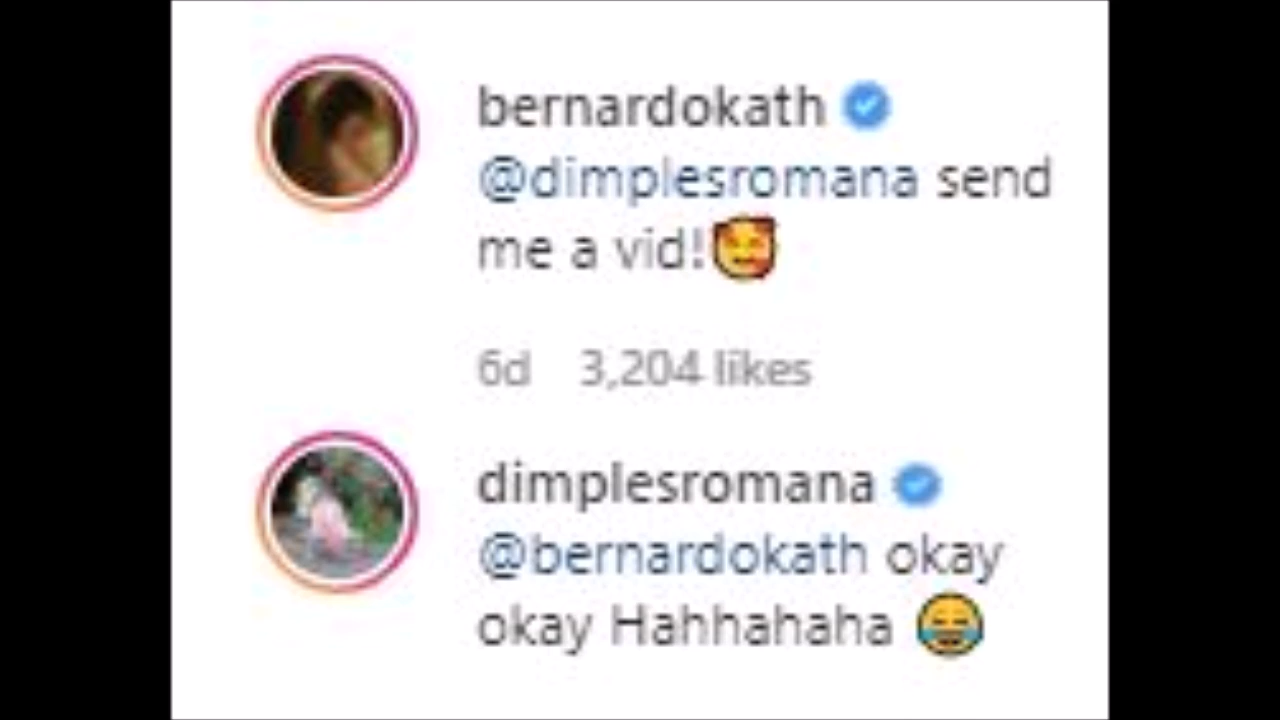 bernardokath
@dimplesromana send
me a vid!🥰
6d 3,204 likes
dimplesromana
@bernardokath okay
okay Hahhahaha 😂